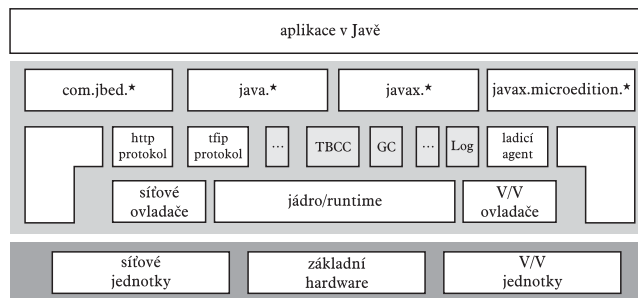 aplikace v Javě
com.jbed.★
java.★
javax.★
javax.microedition.★
http
protokol
tfip
protokol
...
TBCC
GC
...
Log
ladicí
agent
síťové
ovladače
jádro/runtime
V/V
ovladače
síťové
jednotky
základní
hardware
V/V
jednotky